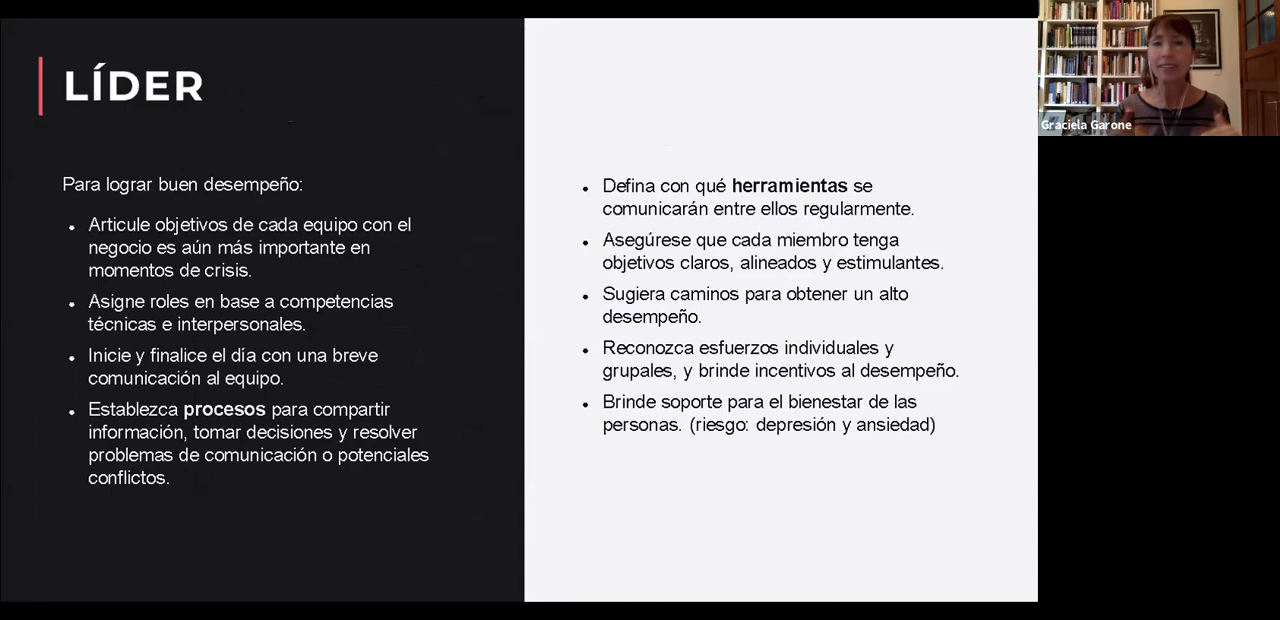 LÍDER
Para lograr buen desempeño:
Articule objetivos de cada equipo con el
negocio es aún más importante en
momentos de crisis.
Asigne roles en base a competencias
técnicas e interpersonales.
Inicie y finalice el día con una breve
comunicación al equipo.
Establezca procesos para compartir
información, tomar decisiones y resolver
problemas de comunicación o potenciales
conflictos.
Defina con qué herramientas se
comunicarán entre ellos regularmente.
Asegúrese que cada miembro tenga
objetivos claros, alineados y estimulantes.
Sugiera caminos para obtener un alto
desempeño.
Reconozca esfuerzos individuales y
grupales, y brinde incentivos al desempeño.
Brinde soporte para el bienestar de las
personas. (riesgo: depresión y ansiedad)
Graciela Garone